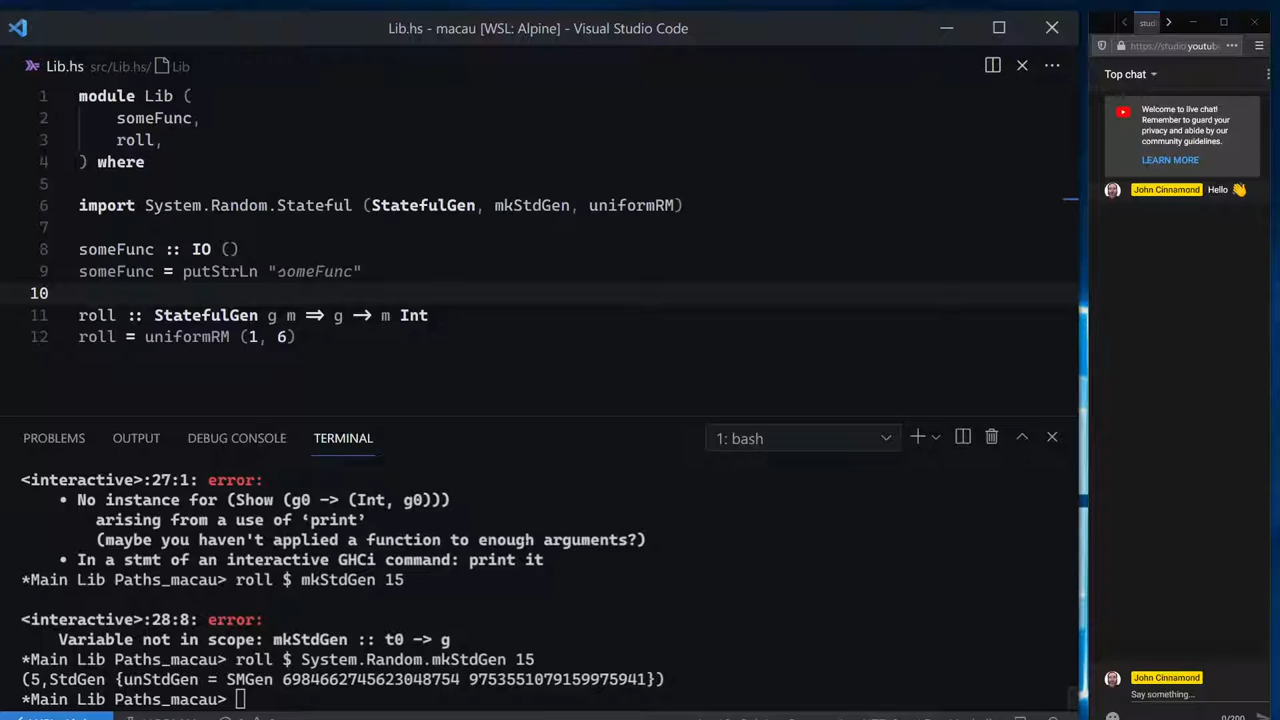 Lib.hs - macau [WSL: Alpine] - Visual Studio Code
Lib.hs src/Lib.hs/ Lib
1 module Lib (
2 someFunc,
3 roll,
4 ) where
5
6 import System.Random.Stateful (StatefulGen, mkStdGen, uniformRM)
7
8 someFunc :: IO ()
9 someFunc = putStrLn "someFunc"
10
11 roll :: StatefulGen g m => g -> m Int
12 roll = uniformRM (1, 6)
PROBLEMS OUTPUT DEBUG CONSOLE TERMINAL 1: bash
<interactive>:27:1: error:
• No instance for (Show (g0 -> (Int, g0)))
arising from a use of ‘print’
(maybe you haven't applied a function to enough arguments?)
• In a stmt of an interactive GHCi command: print it
*Main Lib Paths_macau> roll $ mkStdGen 15
<interactive>:28:8: error:
Variable not in scope: mkStdGen :: t0 -> g
*Main Lib Paths_macau> roll $ System.Random.mkStdGen 15
(5,StdGen {unStdGen = SMGen 6984662745623048754 9753551079159975941})
*Main Lib Paths_macau>
studi
https://studio.youtube
Top chat
Welcome to live chat!
Remember to guard your
privacy and abide by our
community guidelines.
LEARN MORE
John Cinnamond Hello 👋
John Cinnamond
Say something...
0/200